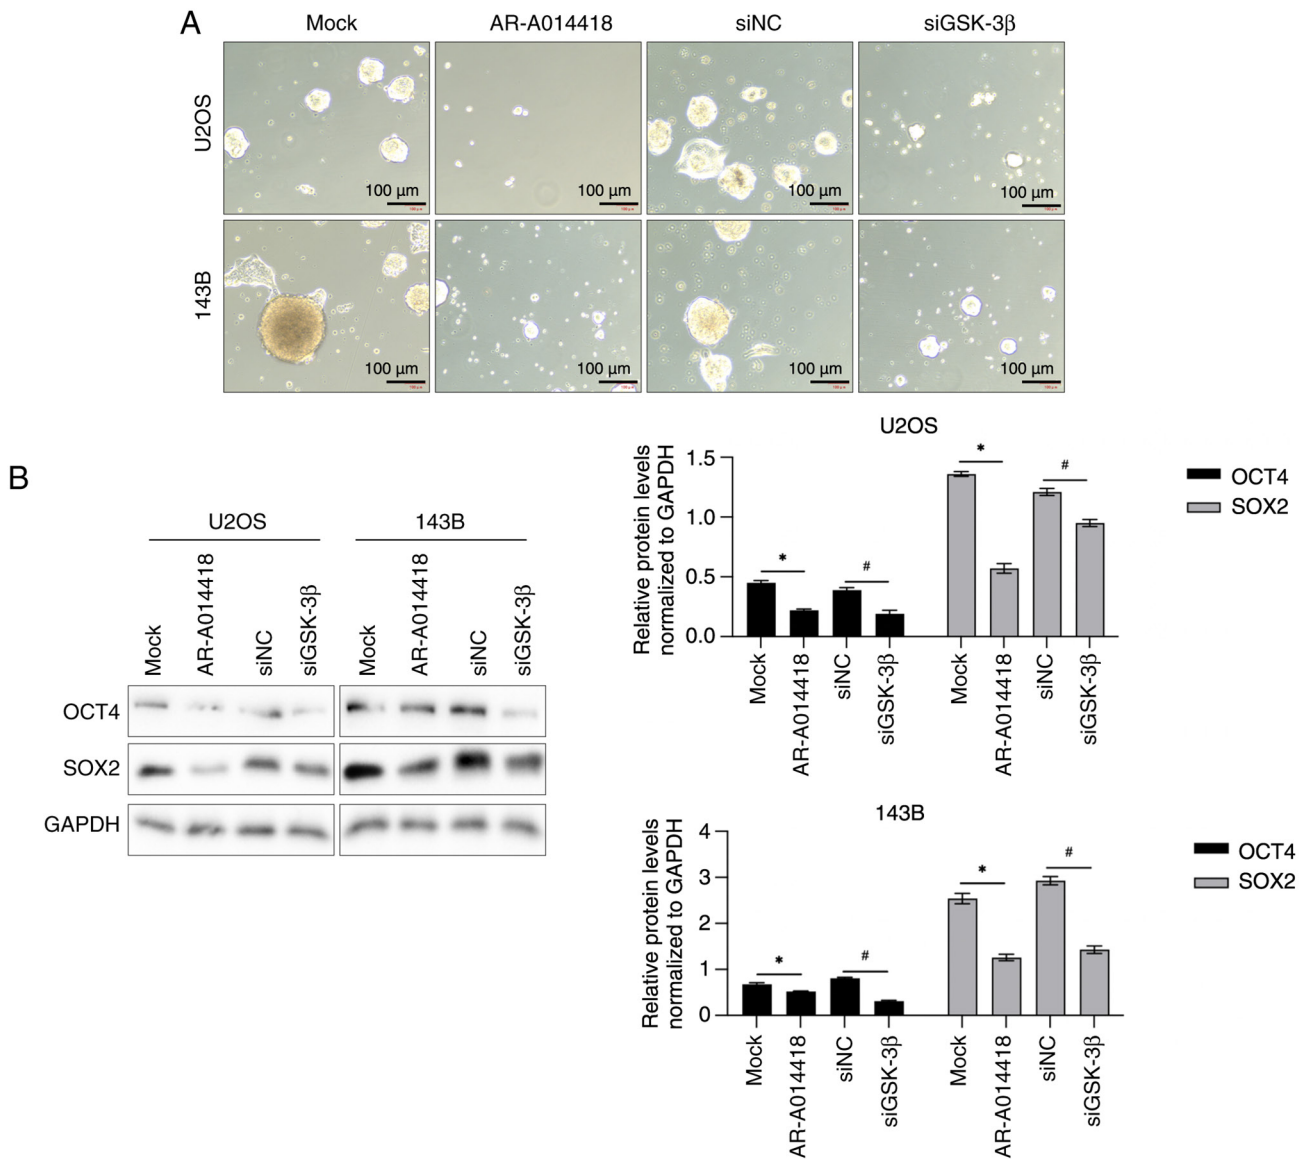 A
Mock AR-A014418 siNC siGSK-3β
U2OS
100 μm 100 μm 100 μm 100 μm
143B
100 μm 100 μm 100 μm 100 μm
B
U2OS 143B
Mock AR-A014418 siNC siGSK-3β Mock AR-A014418 siNC siGSK-3β
OCT4
SOX2
GAPDH
U2OS
Relative protein levels
normalized to GAPDH
1.5
1.0
0.5
0.0
* # * #
Mock AR-A014418 siNC siGSK-3β Mock AR-A014418 siNC siGSK-3β
OCT4
SOX2
143B
Relative protein levels
normalized to GAPDH
4
3
2
1
0
* # * #
Mock AR-A014418 siNC siGSK-3β Mock AR-A014418 siNC siGSK-3β
OCT4
SOX2